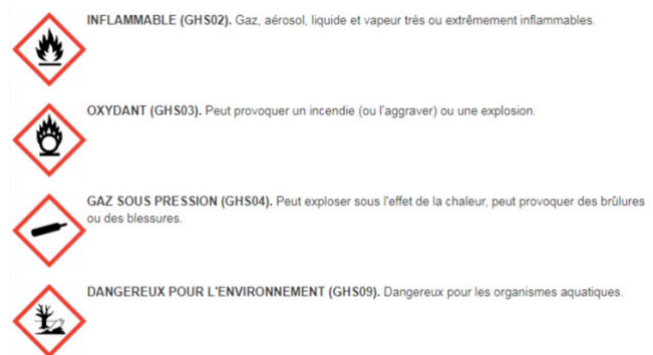 INFLAMMABLE (GHS02). Gaz, aérosol, liquide et vapeur très ou extrêmement inflammables.
OXYDANT (GHS03). Peut provoquer un incendie (ou l'aggraver) ou une explosion.
GAZ SOUS PRESSION (GHS04). Peut exploser sous l'effet de la chaleur, peut provoquer des brûlures
ou des blessures.
DANGEREUX POUR L'ENVIRONNEMENT (GHS09). Dangereux pour les organismes aquatiques.